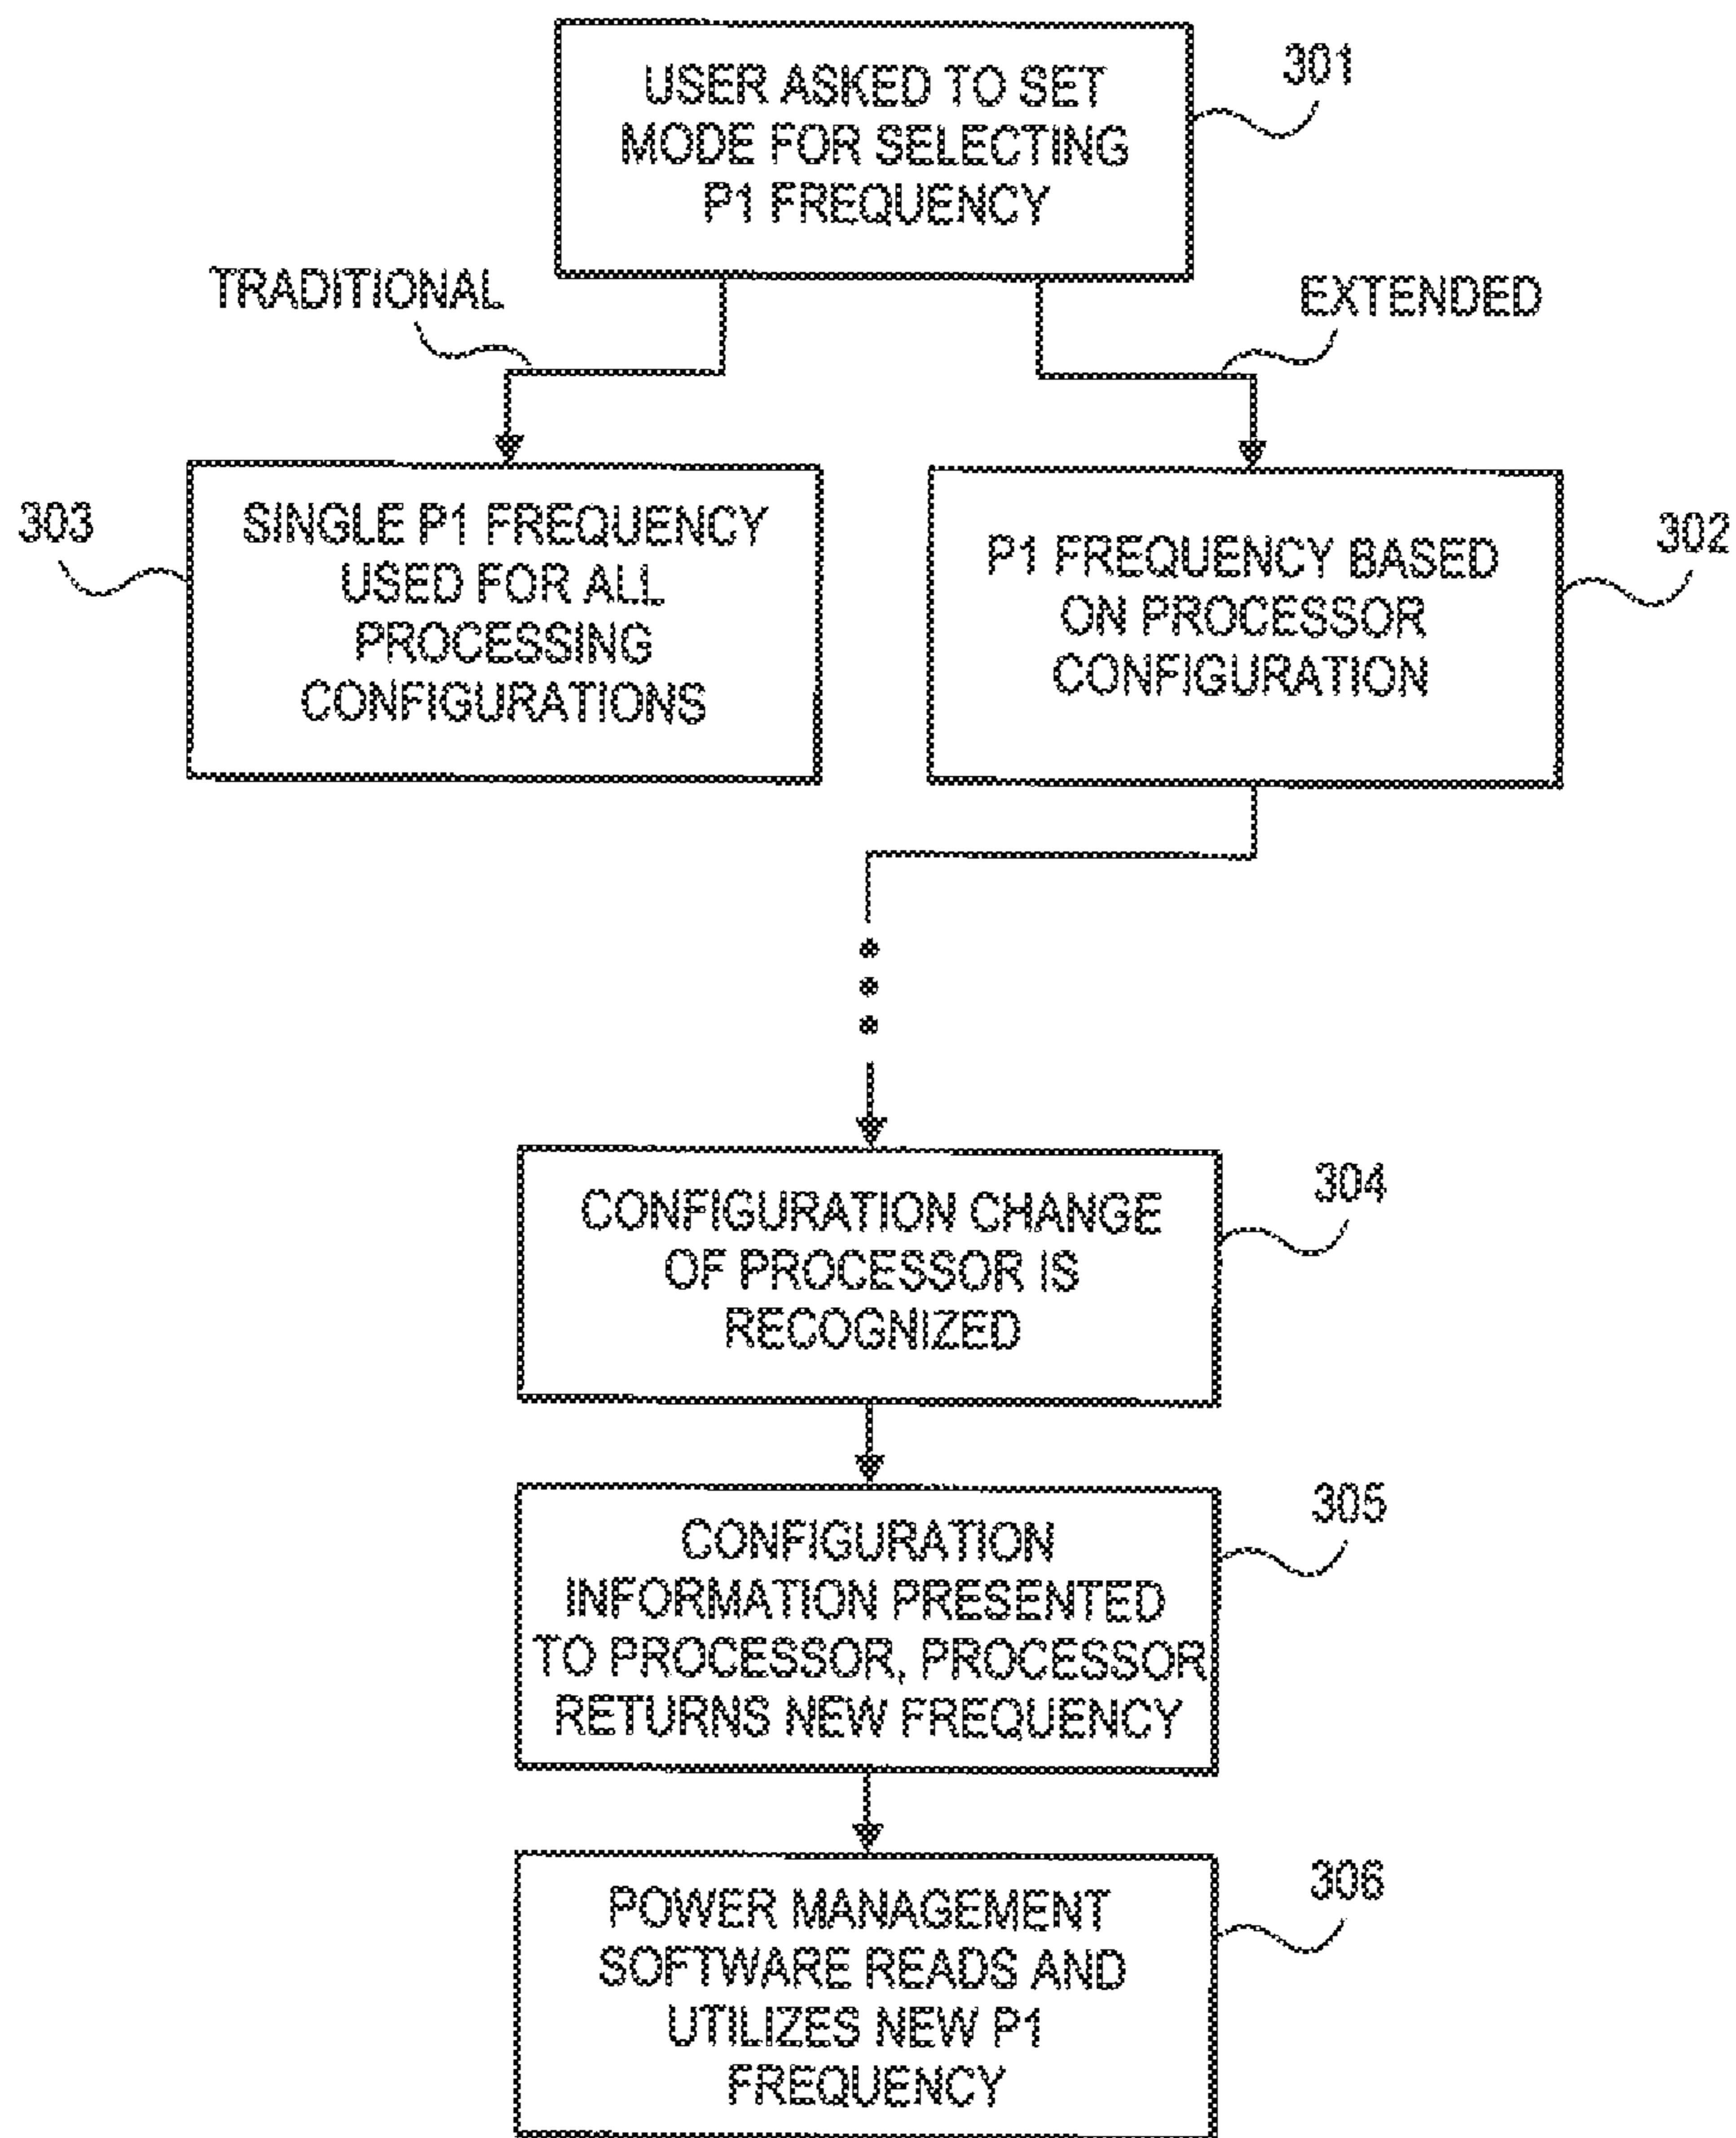 USER ASKED TO SET
MODE FOR SELECTING
P1 FREQUENCY
301
TRADITIONAL
EXTENDED
303
SINGLE P1 FREQUENCY
USED FOR ALL
PROCESSING
CONFIGURATIONS
P1 FREQUENCY BASED
ON PROCESSOR
CONFIGURATION
302
CONFIGURATION CHANGE
OF PROCESSOR IS
RECOGNIZED
304
CONFIGURATION
INFORMATION PRESENTED
TO PROCESSOR, PROCESSOR
RETURNS NEW FREQUENCY
305
POWER MANAGEMENT
SOFTWARE READS AND
UTILIZES NEW P1
FREQUENCY
306